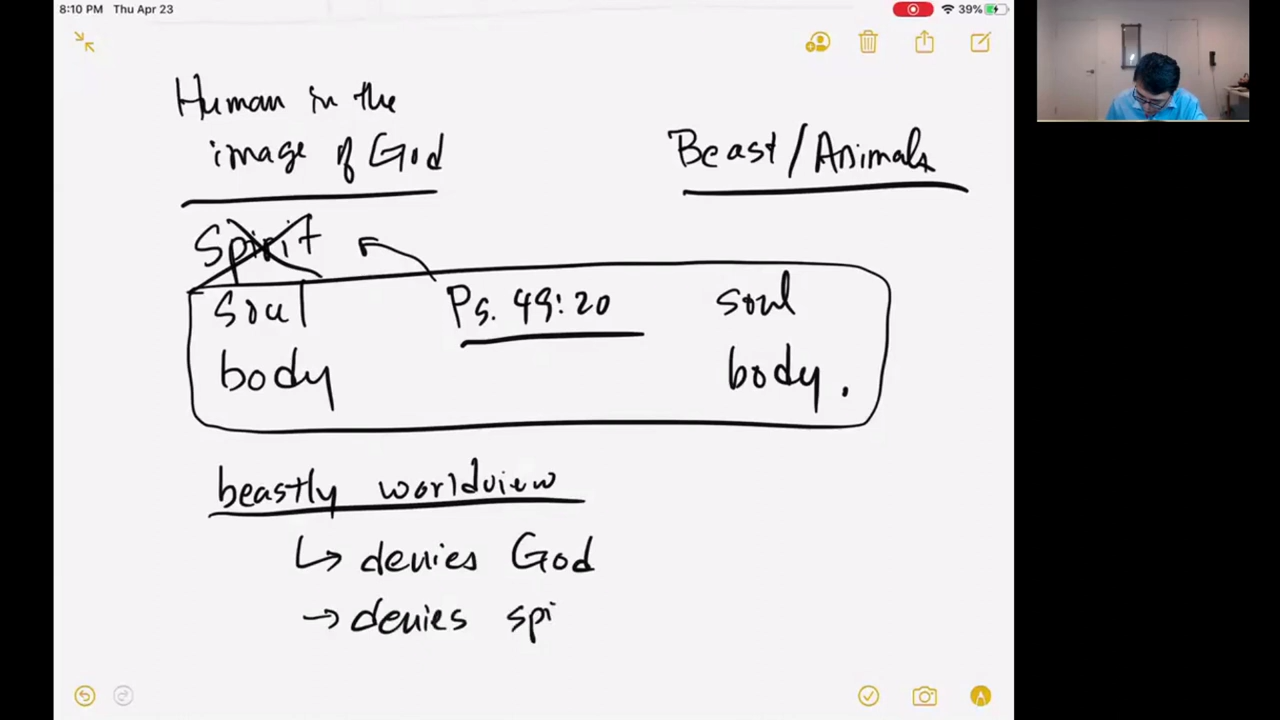 8:10 PM Thu Apr 23
39%
Human in the
image of God
Beast/Animals
Spirit
soul Ps. 49:20 soul
body body.
beastly worldview
↳ denies God
→ denies spi